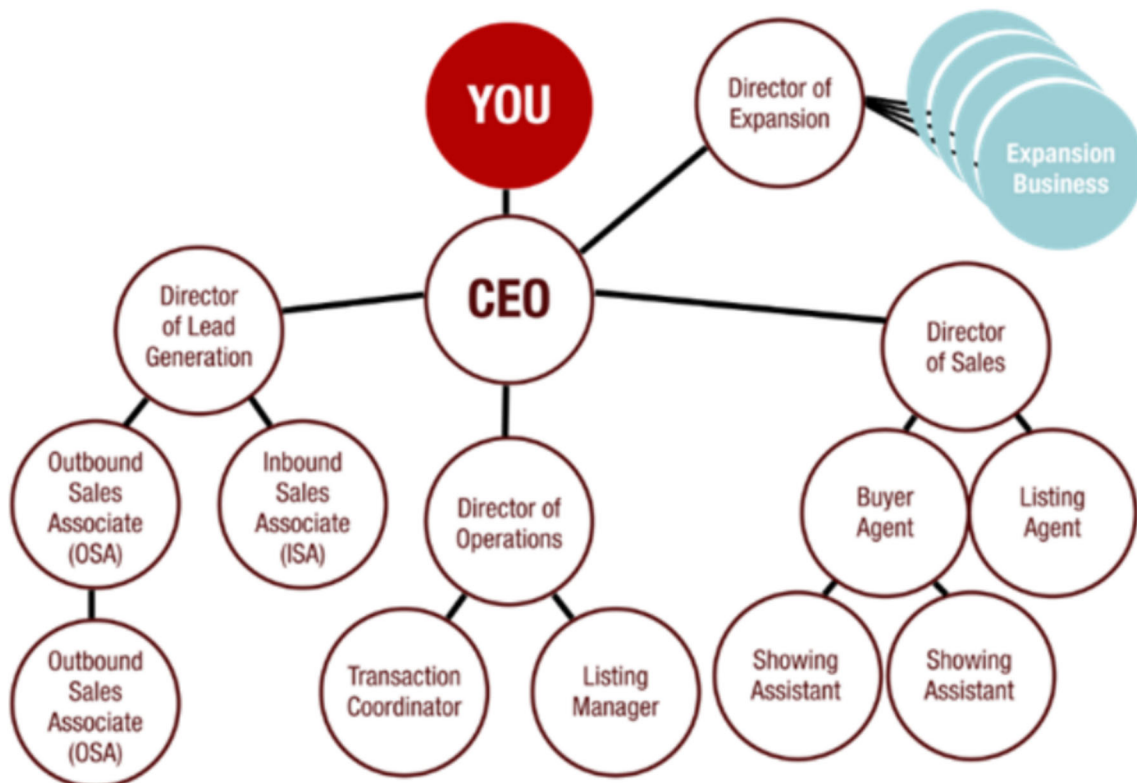 YOU
Director of
Expansion
Expansion
Business
CEO
Director
of Lead
Generation
Director
of Sales
Outbound
Sales
Associate
(OSA)
Inbound
Sales
Associate
(ISA)
Director of
Operations
Buyer
Agent
Listing
Agent
Outbound
Sales
Associate
(OSA)
Transaction
Coordinator
Listing
Manager
Showing
Assistant
Showing
Assistant